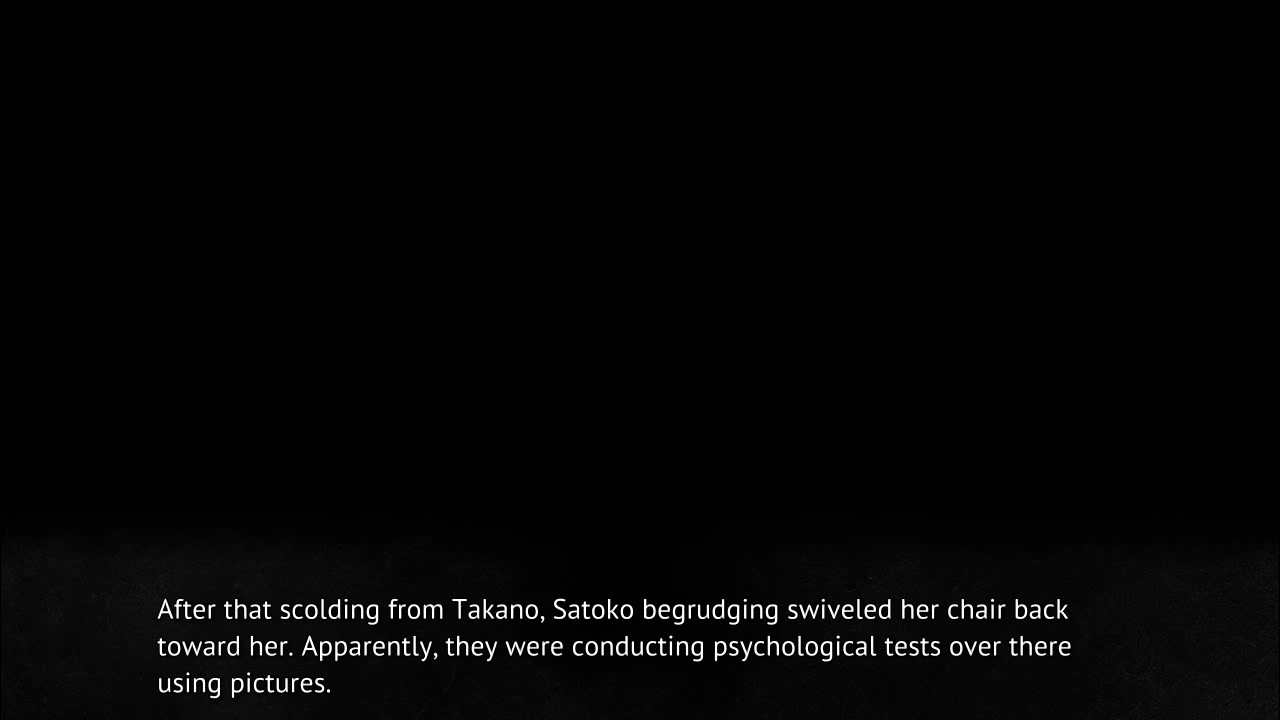 After that scolding from Takano, Satoko begrudging swiveled her chair back
toward her. Apparently, they were conducting psychological tests over there
using pictures.